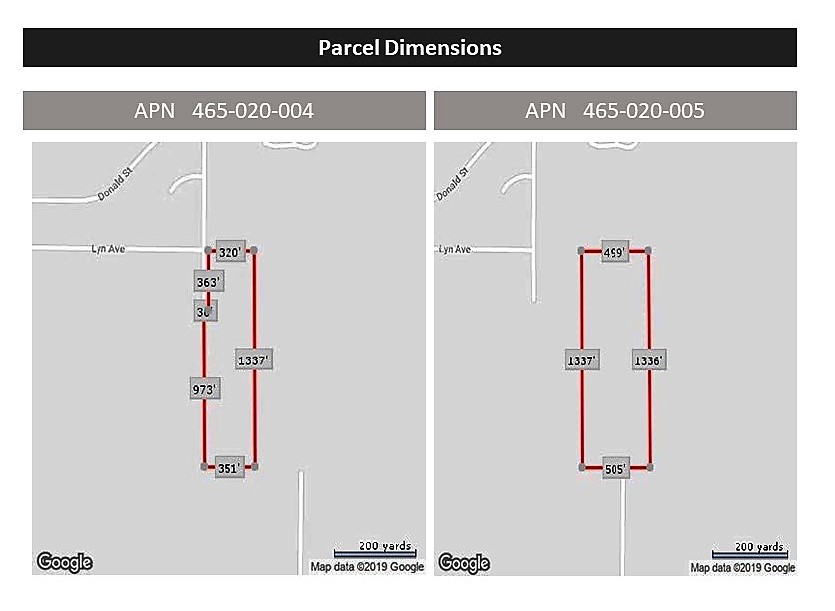 Parcel Dimensions
APN 465-020-004
APN 465-020-005
Donald St
Lyn Ave
320'
363'
1337'
973'
351'
200 yards
Google
Map data ©2019 Google
Donald St
Lyn Ave
499'
1337'
1336'
505'
200 yards
Google
Map data ©2019 Google